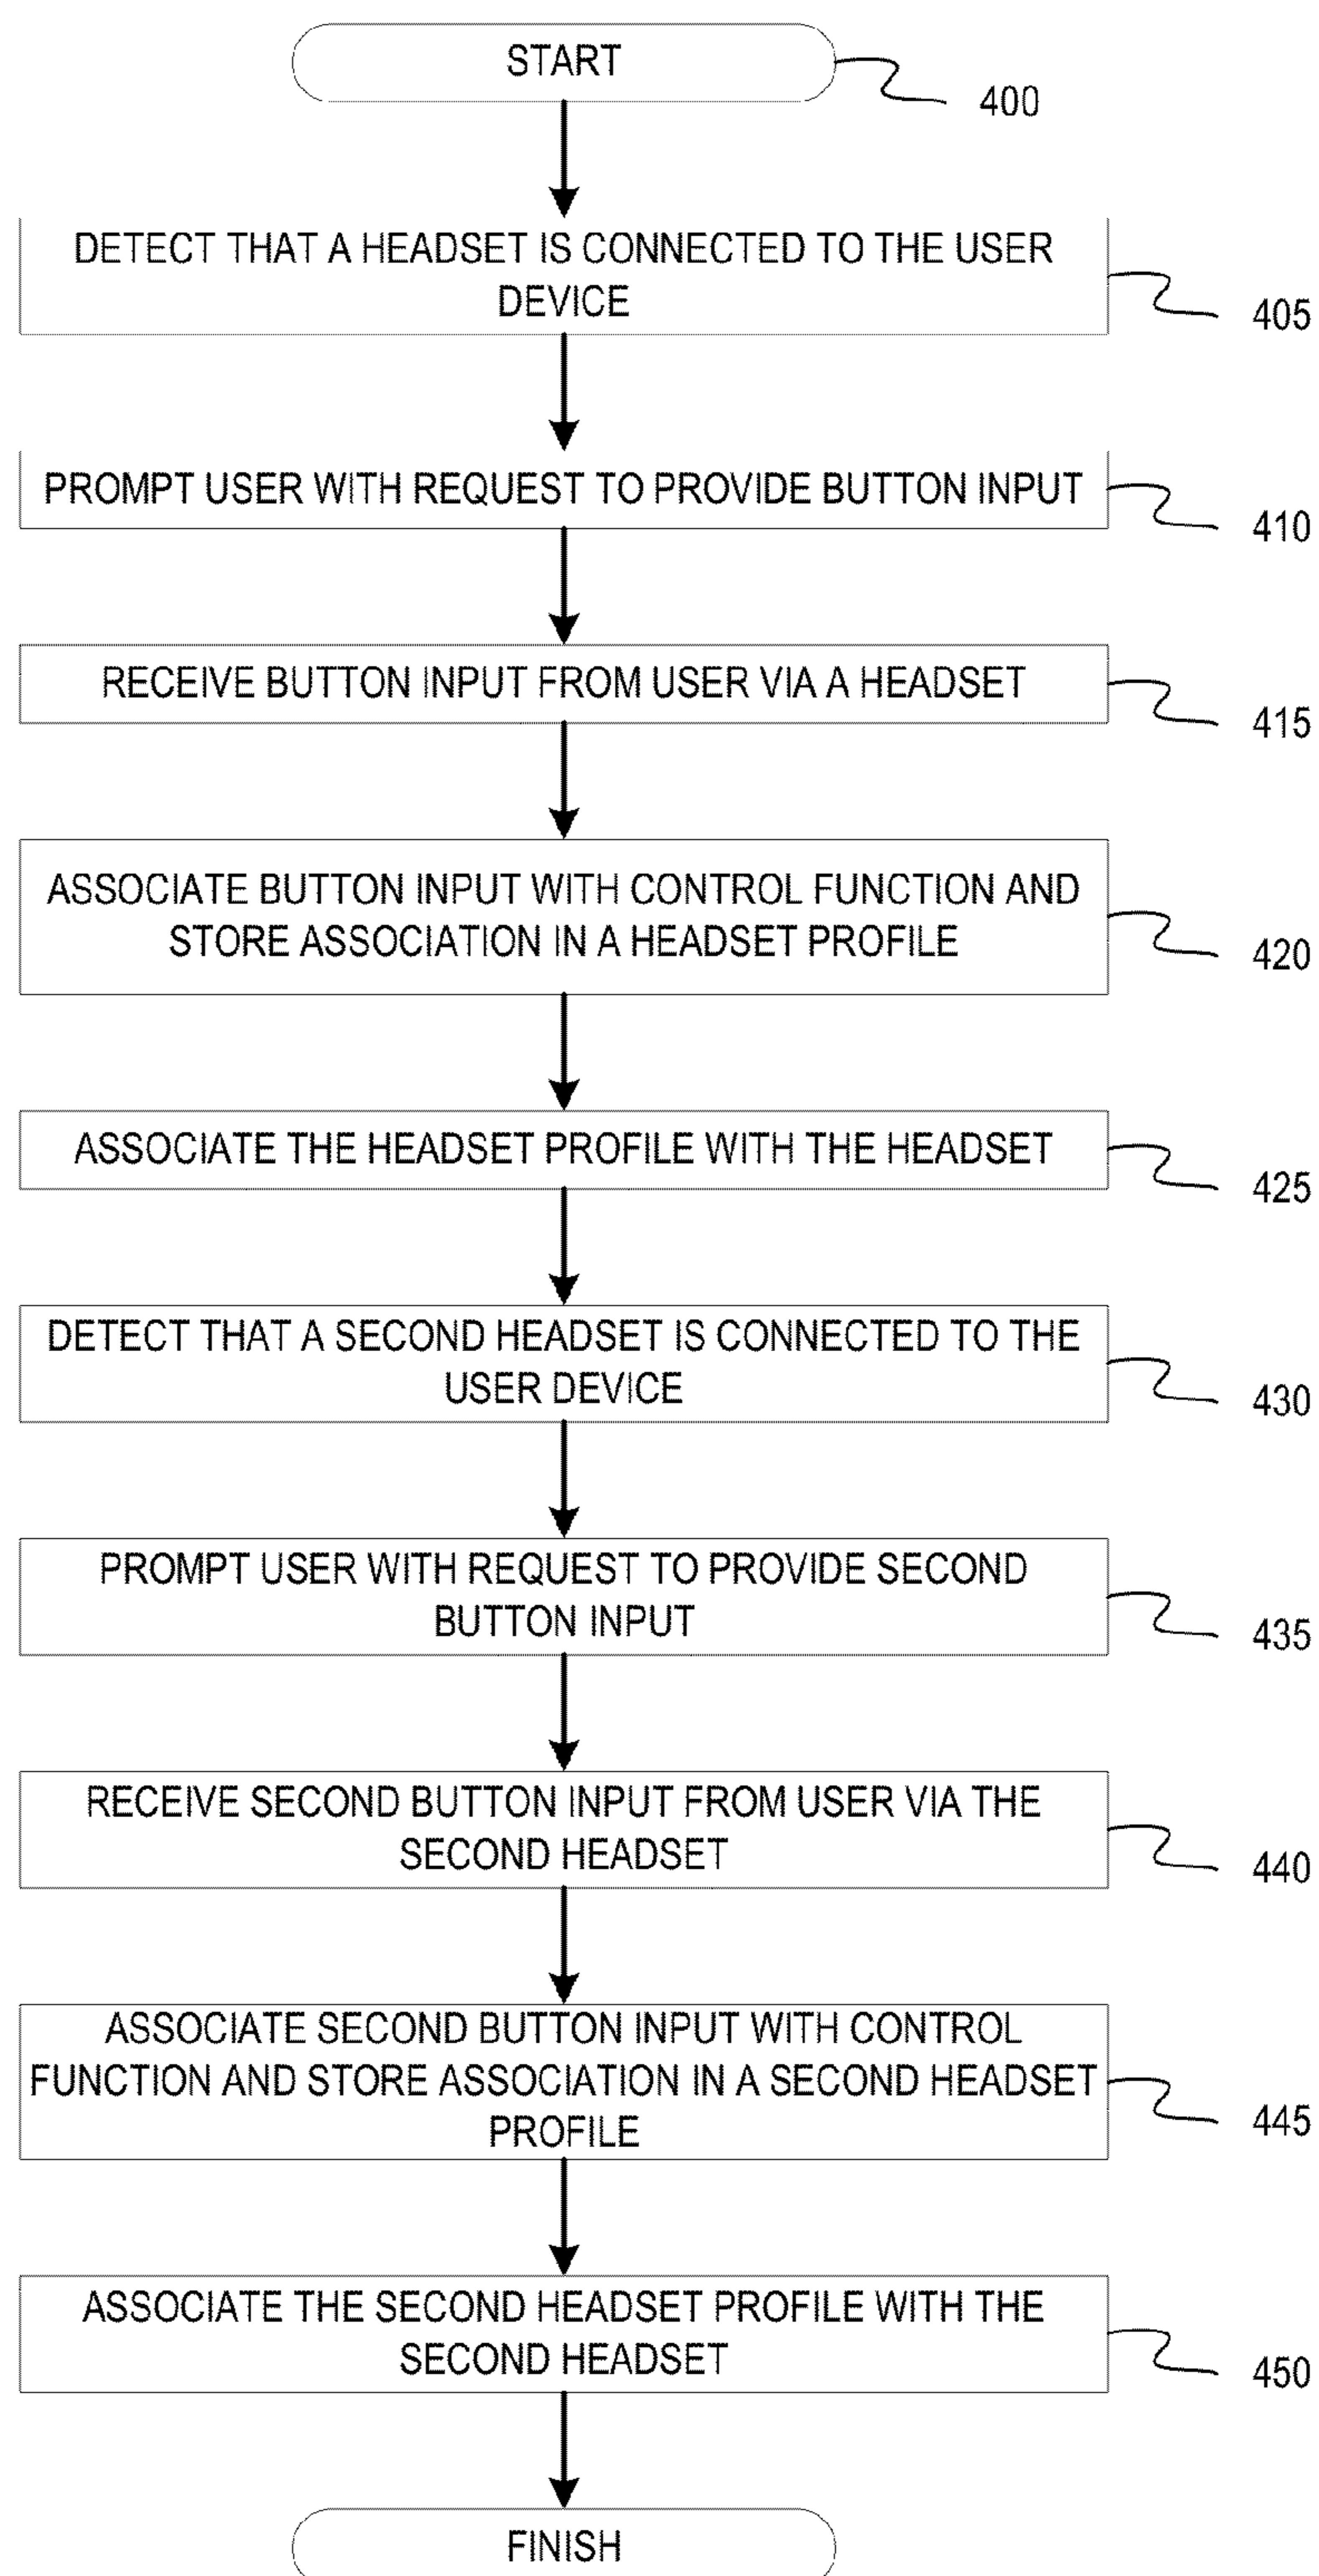 START
400
DETECT THAT A HEADSET IS CONNECTED TO THE USER
DEVICE
405
PROMPT USER WITH REQUEST TO PROVIDE BUTTON INPUT
410
RECEIVE BUTTON INPUT FROM USER VIA A HEADSET
415
ASSOCIATE BUTTON INPUT WITH CONTROL FUNCTION AND
STORE ASSOCIATION IN A HEADSET PROFILE
420
ASSOCIATE THE HEADSET PROFILE WITH THE HEADSET
425
DETECT THAT A SECOND HEADSET IS CONNECTED TO THE
USER DEVICE
430
PROMPT USER WITH REQUEST TO PROVIDE SECOND
BUTTON INPUT
435
RECEIVE SECOND BUTTON INPUT FROM USER VIA THE
SECOND HEADSET
440
ASSOCIATE SECOND BUTTON INPUT WITH CONTROL
FUNCTION AND STORE ASSOCIATION IN A SECOND HEADSET
PROFILE
445
ASSOCIATE THE SECOND HEADSET PROFILE WITH THE
SECOND HEADSET
450
FINISH